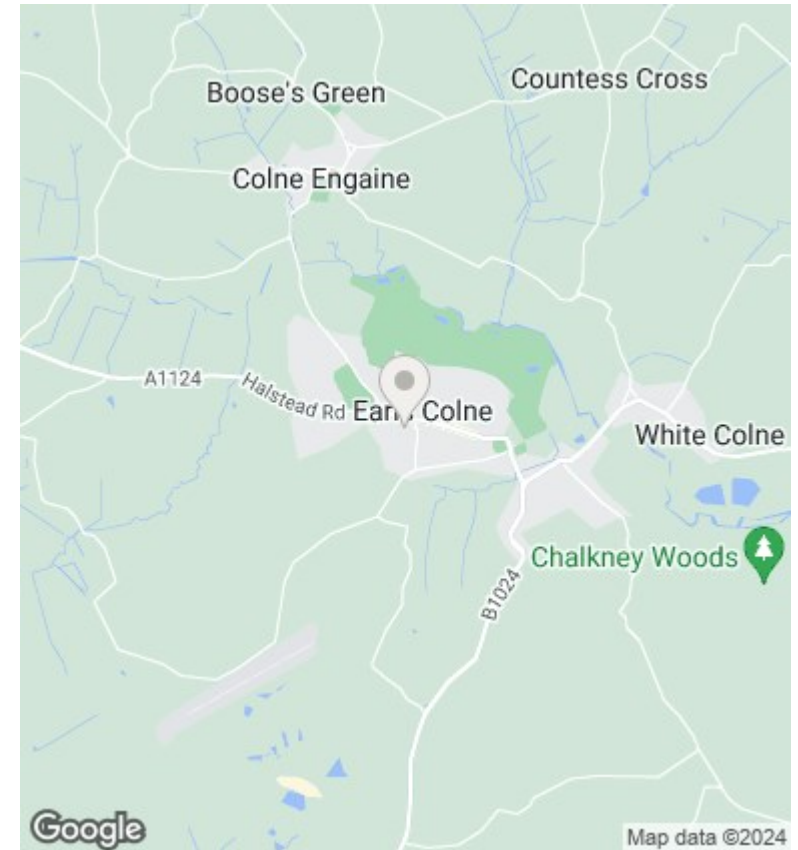 Countess Cross
Boose's Green
Colne Engaine
A1124
Halstead Rd
Earls Colne
White Colne
Chalkney Woods
B1024
Google
Map data ©2024